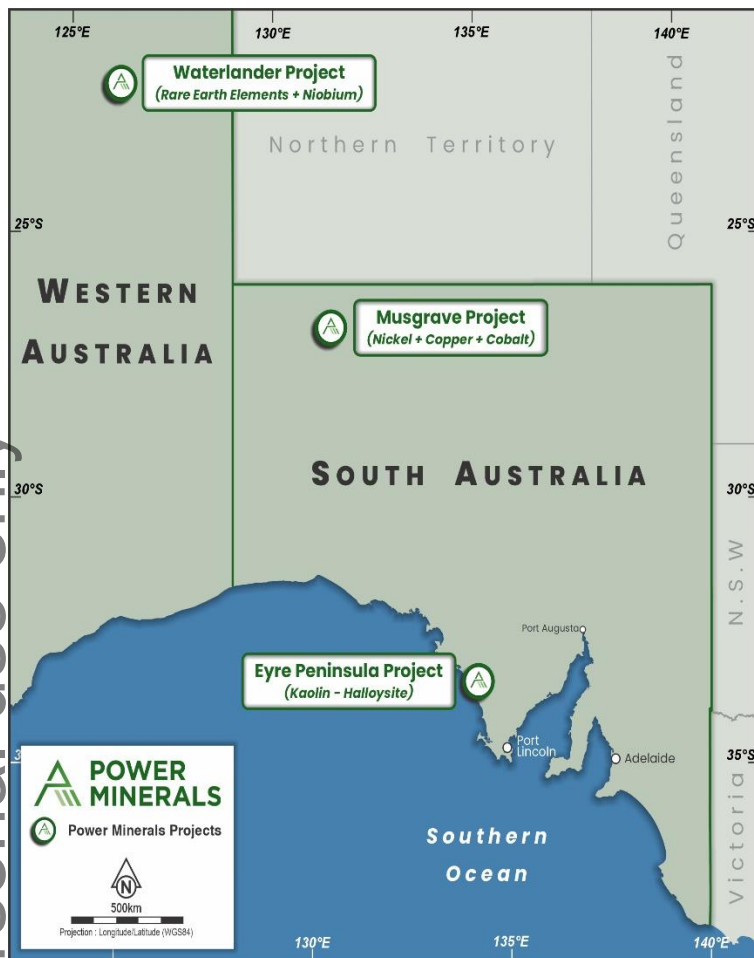 125°E
130°E
135°E
140°E
Waterlander Project
(Rare Earth Elements + Niobium)
Northern Territory
Queensland
25°S
25°S
WESTERN
AUSTRALIA
Musgrave Project
(Nickel + Copper + Cobalt)
SOUTH AUSTRALIA
30°S
30°S
N.S.W
Port Augusta
Eyre Peninsula Project
(Kaolin - Halloysite)
Port
Lincoln
Adelaide
35°S
Victoria
Southern
Ocean
POWER
MINERALS
Power Minerals Projects
N
500km
Projection : Longitude/Latitude (WGS84)
130°E
135°E
140°E